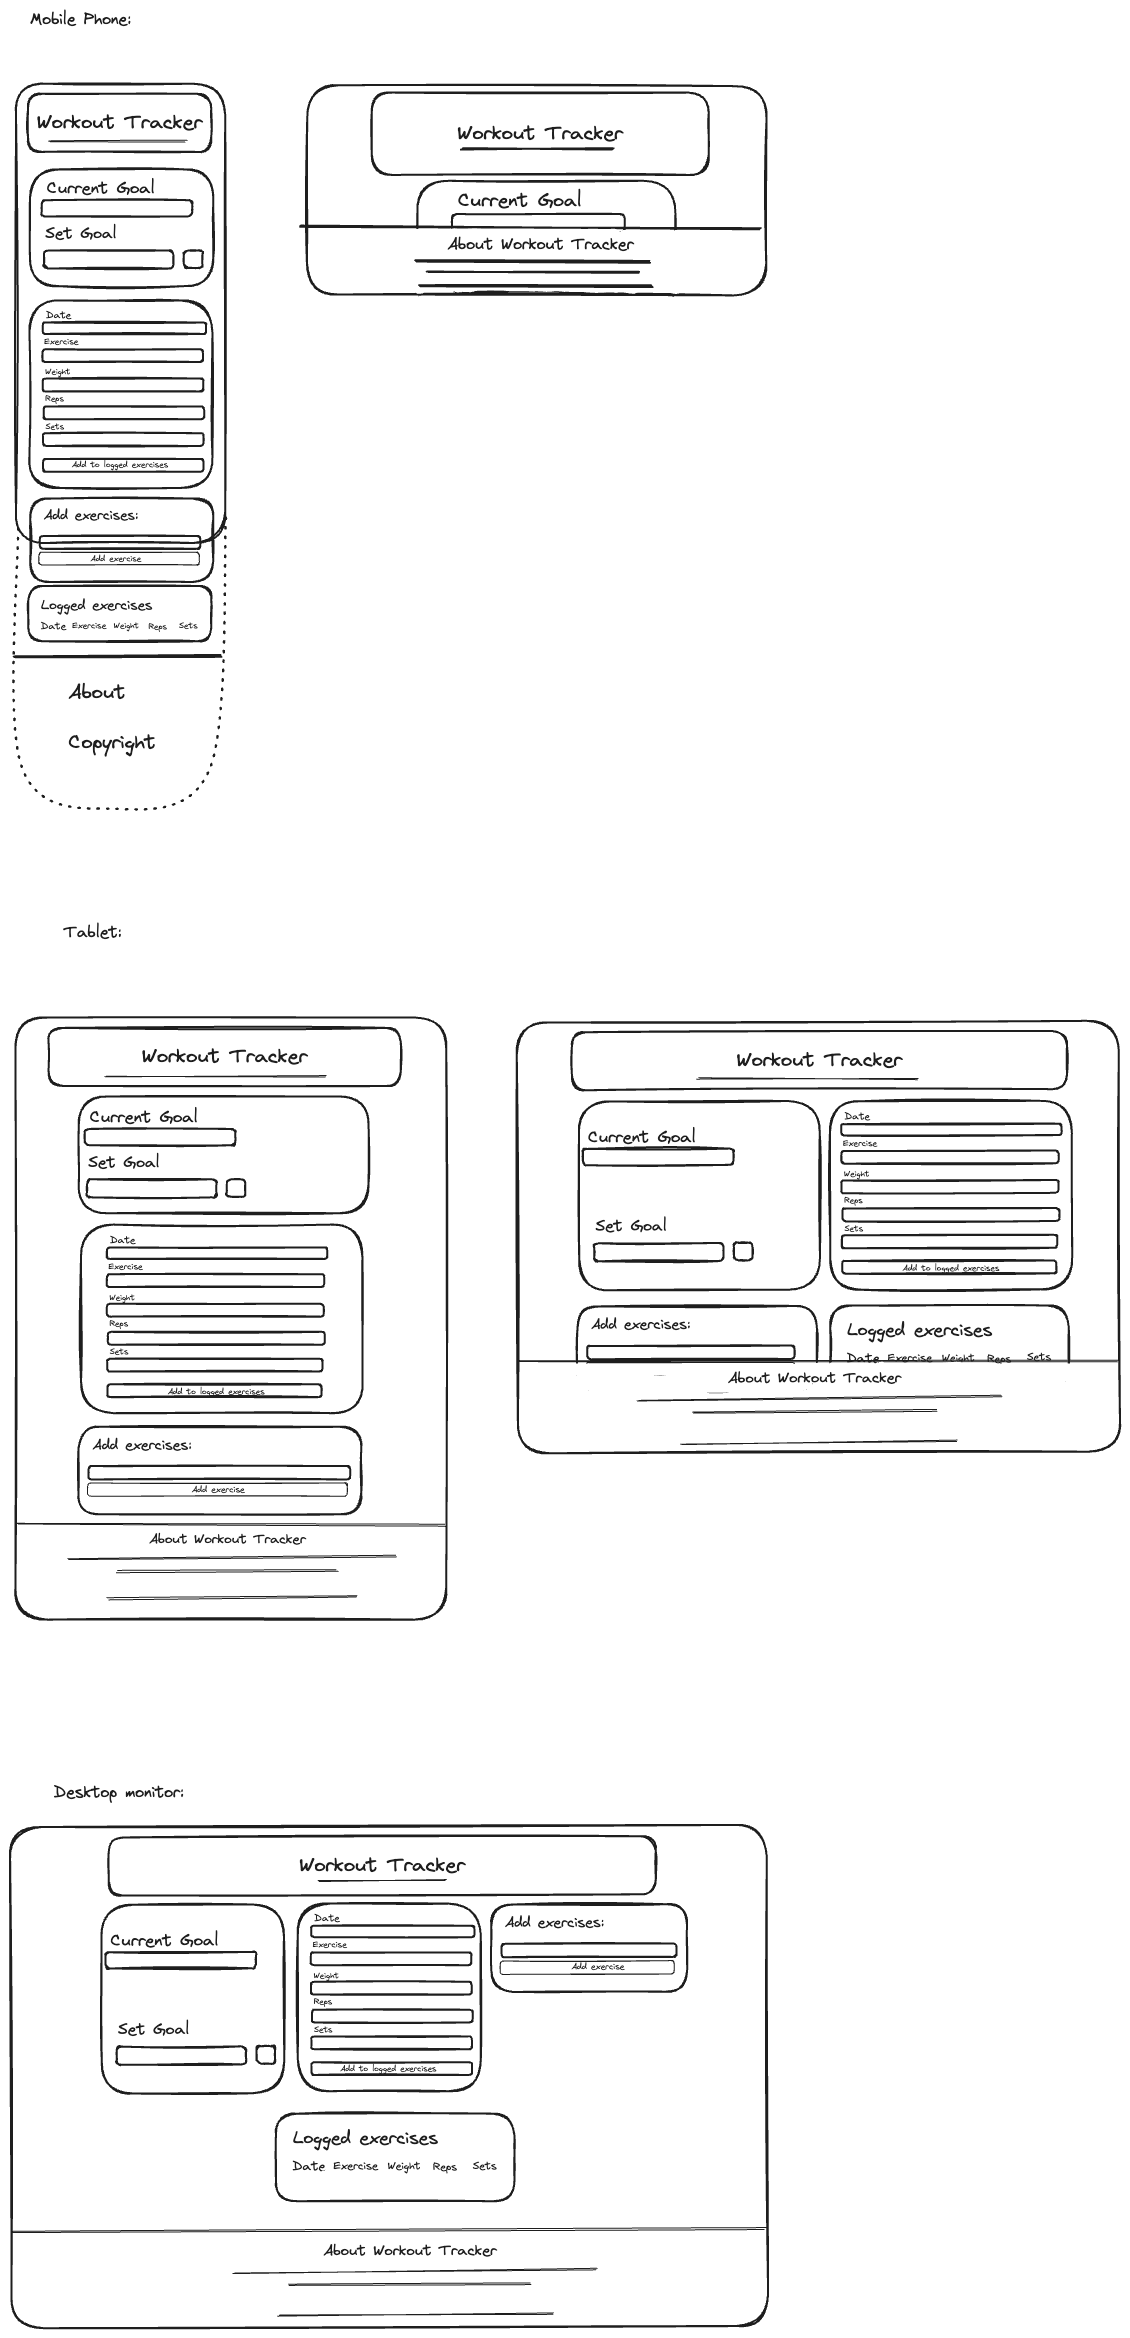 Mobile Phone:
Workout Tracker
Current Goal
Set Goal
Date
Exercise
Weight
Reps
Sets
Add to logged exercises
Add exercises:
Add exercise
Logged exercises
Date Exercise Weight Reps Sets
About
Copyright
Workout Tracker
Current Goal
About Workout Tracker
Tablet:
Workout Tracker
Current Goal
Set Goal
Date
Exercise
Weight
Reps
Sets
Add to logged exercises
Add exercises:
Add exercise
About Workout Tracker
Workout Tracker
Current Goal
Set Goal
Date
Exercise
Weight
Reps
Sets
Add to logged exercises
Add exercises:
Logged exercises
Date Exercise Weight Reps Sets
About Workout Tracker
Desktop monitor:
Workout Tracker
Current Goal
Set Goal
Date
Exercise
Weight
Reps
Sets
Add to logged exercises
Add exercises:
Add exercise
Logged exercises
Date Exercise Weight Reps Sets
About Workout Tracker